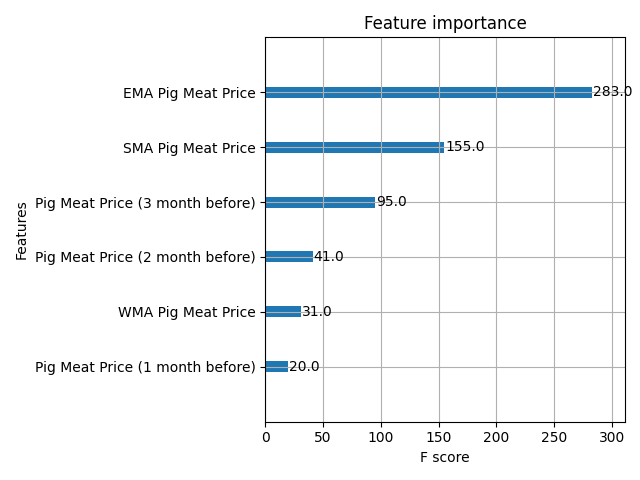 Feature importance
Features
EMA Pig Meat Price
283.0
SMA Pig Meat Price
155.0
Pig Meat Price (3 month before)
95.0
Pig Meat Price (2 month before)
41.0
WMA Pig Meat Price
31.0
Pig Meat Price (1 month before)
20.0
0 50 100 150 200 250 300
F score